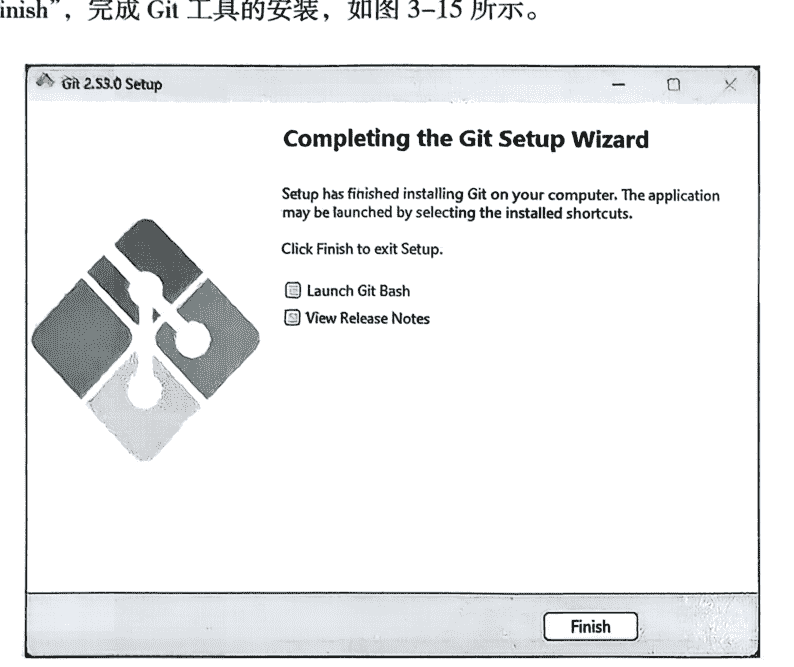 inish”，完成 Git 工具的安装，如图 3-15 所示。
Git 2.53.0 Setup
Completing the Git Setup Wizard
Setup has finished installing Git on your computer. The application
may be launched by selecting the installed shortcuts.
Click Finish to exit Setup.
Launch Git Bash
View Release Notes
Finish